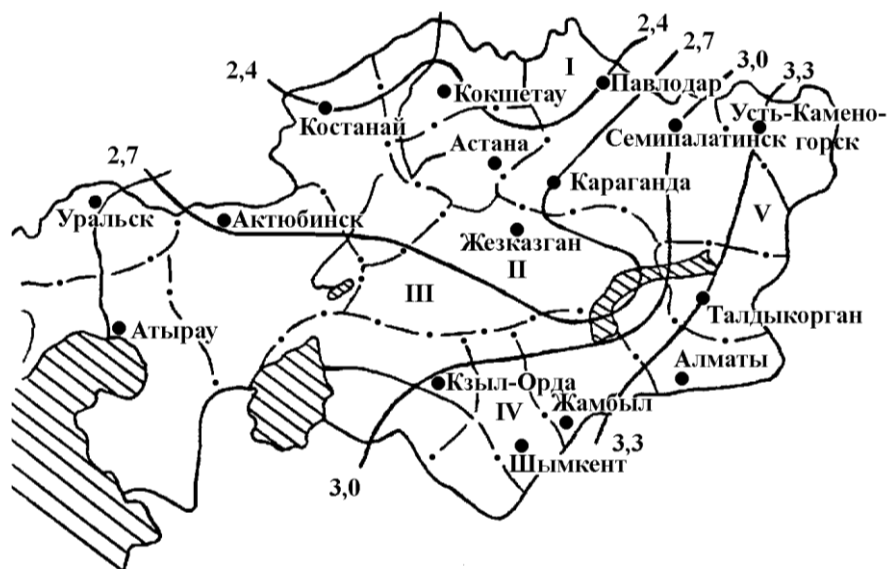 2,4
2,7
3,0
3,3
I
2,4
Кокшетау
Павлодар
Костанай
Усть-Камено-
горск
Семипалатинск
Астана
2,7
Караганда
Уральск
Актюбинск
V
Жезказган
II
III
Атырау
Талдыкорган
Алматы
Кзыл-Орда
IV
Жамбыл
3,3
Шымкент
3,0